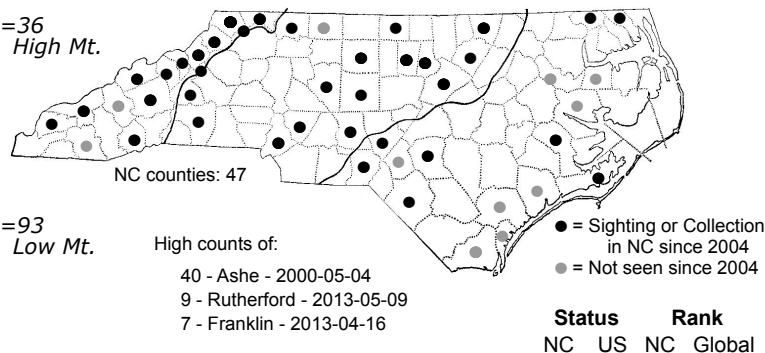 =36
High Mt.
NC counties: 47
=93
Low Mt.
High counts of:
40 - Ashe - 2000-05-04
9 - Rutherford - 2013-05-09
7 - Franklin - 2013-04-16
= Sighting or Collection
in NC since 2004
= Not seen since 2004
Status Rank
NC US NC Global